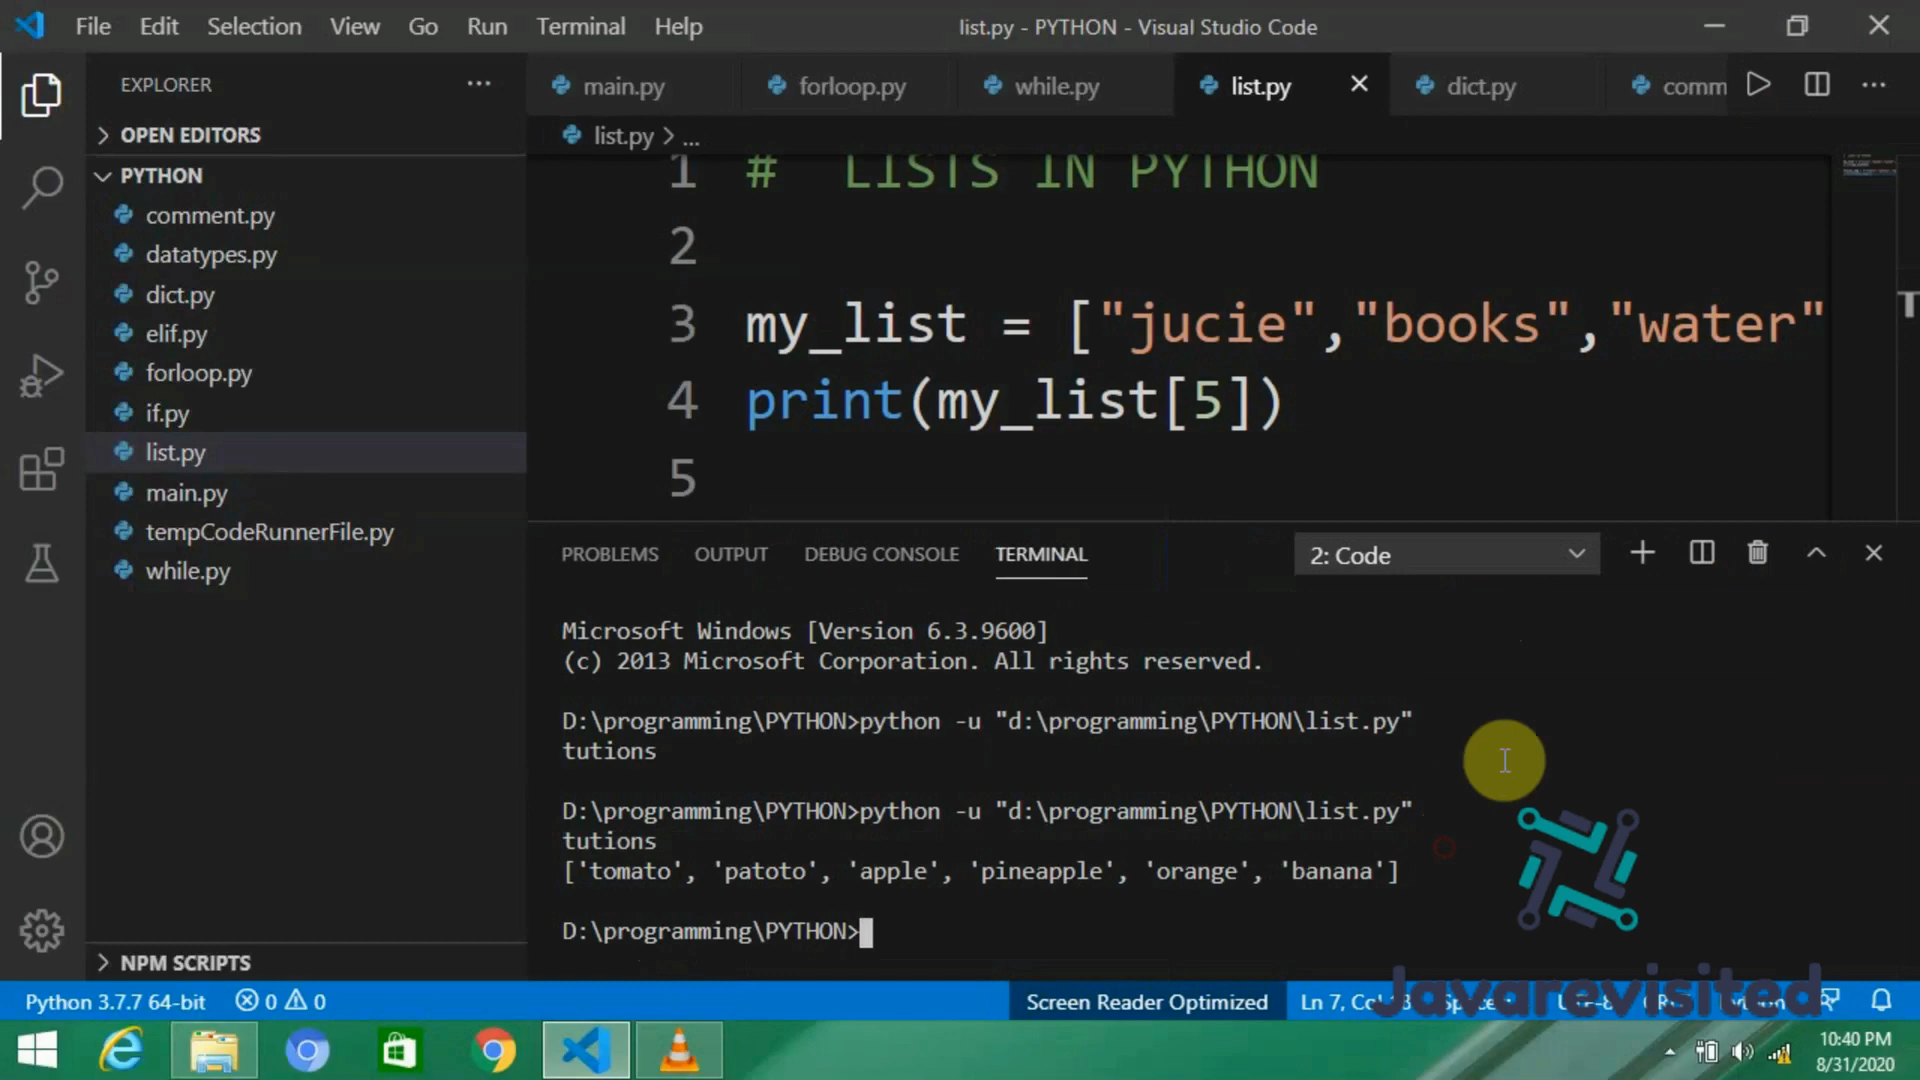 File Edit Selection View Go Run Terminal Help
list.py - PYTHON - Visual Studio Code
EXPLORER
OPEN EDITORS
PYTHON
comment.py
datatypes.py
dict.py
elif.py
forloop.py
if.py
list.py
main.py
tempCodeRunnerFile.py
while.py
NPM SCRIPTS
main.py forloop.py while.py list.py dict.py comm
list.py > ...
1 # LISTS IN PYTHON
2
3 my_list = ["jucie","books","water"
4 print(my_list[5])
5
PROBLEMS OUTPUT DEBUG CONSOLE TERMINAL
2: Code
Microsoft Windows [Version 6.3.9600]
(c) 2013 Microsoft Corporation. All rights reserved.
D:\programming\PYTHON>python -u "d:\programming\PYTHON\list.py"
tutions
D:\programming\PYTHON>python -u "d:\programming\PYTHON\list.py"
tutions
['tomato', 'patoto', 'apple', 'pineapple', 'orange', 'banana']
D:\programming\PYTHON>
Javarevisited
Python 3.7.7 64-bit 0 0
Screen Reader Optimized Ln 7,
10:40 PM
8/31/2020